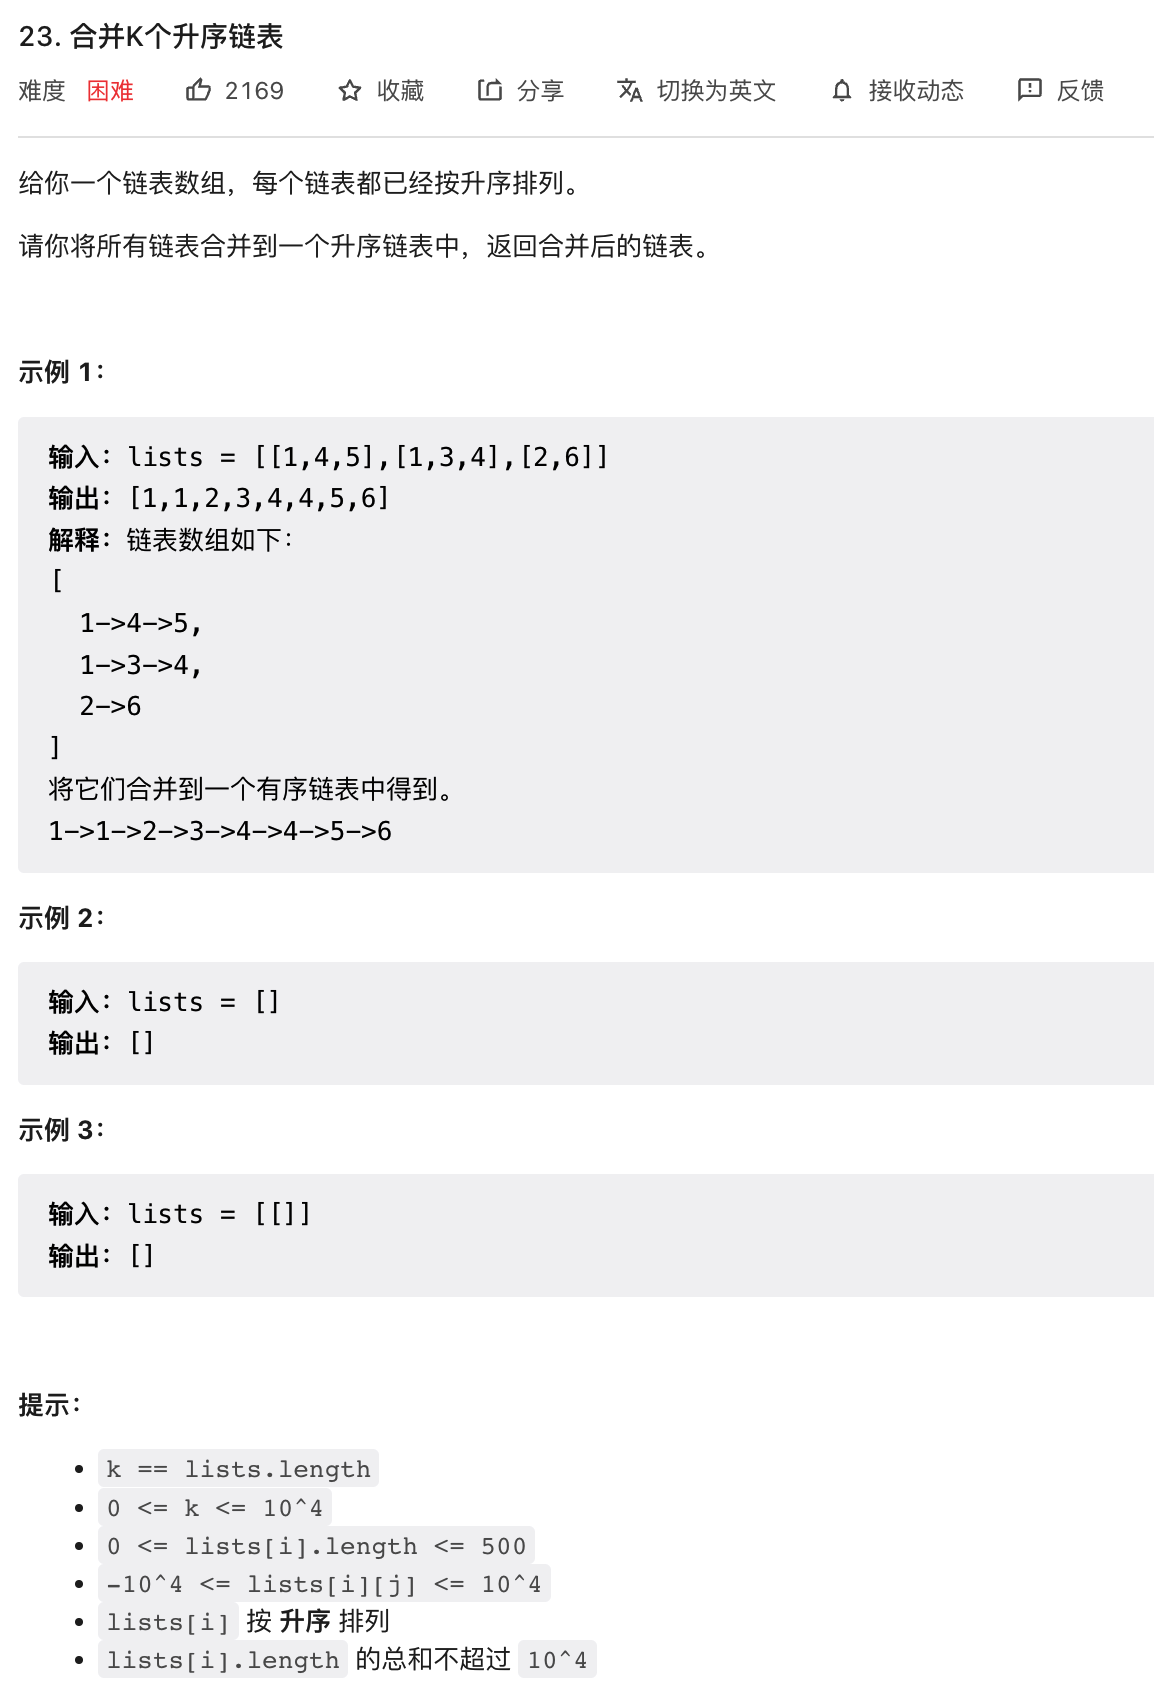 23. 合并K个升序链表
难度 困难 2169 收藏 分享 切换为英文 接收动态 反馈
给你一个链表数组，每个链表都已经按升序排列。
请你将所有链表合并到一个升序链表中，返回合并后的链表。
示例 1：
输入：lists = [[1,4,5],[1,3,4],[2,6]]
输出：[1,1,2,3,4,4,5,6]
解释：链表数组如下：
[
  1->4->5,
  1->3->4,
  2->6
]
将它们合并到一个有序链表中得到。
1->1->2->3->4->4->5->6
示例 2：
输入：lists = []
输出：[]
示例 3：
输入：lists = [[]]
输出：[]
提示：
• k == lists.length
• 0 <= k <= 10^4
• 0 <= lists[i].length <= 500
• -10^4 <= lists[i][j] <= 10^4
• lists[i] 按 升序 排列
• lists[i].length 的总和不超过 10^4